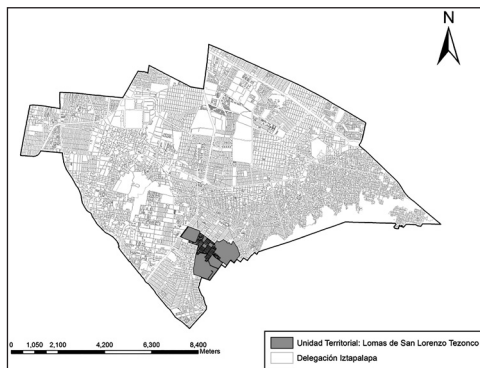 N
0 1,050 2,100 4,200 6,300 8,400
Meters
Unidad Territorial: Lomas de San Lorenzo Tezonco
Delegación Iztapalapa